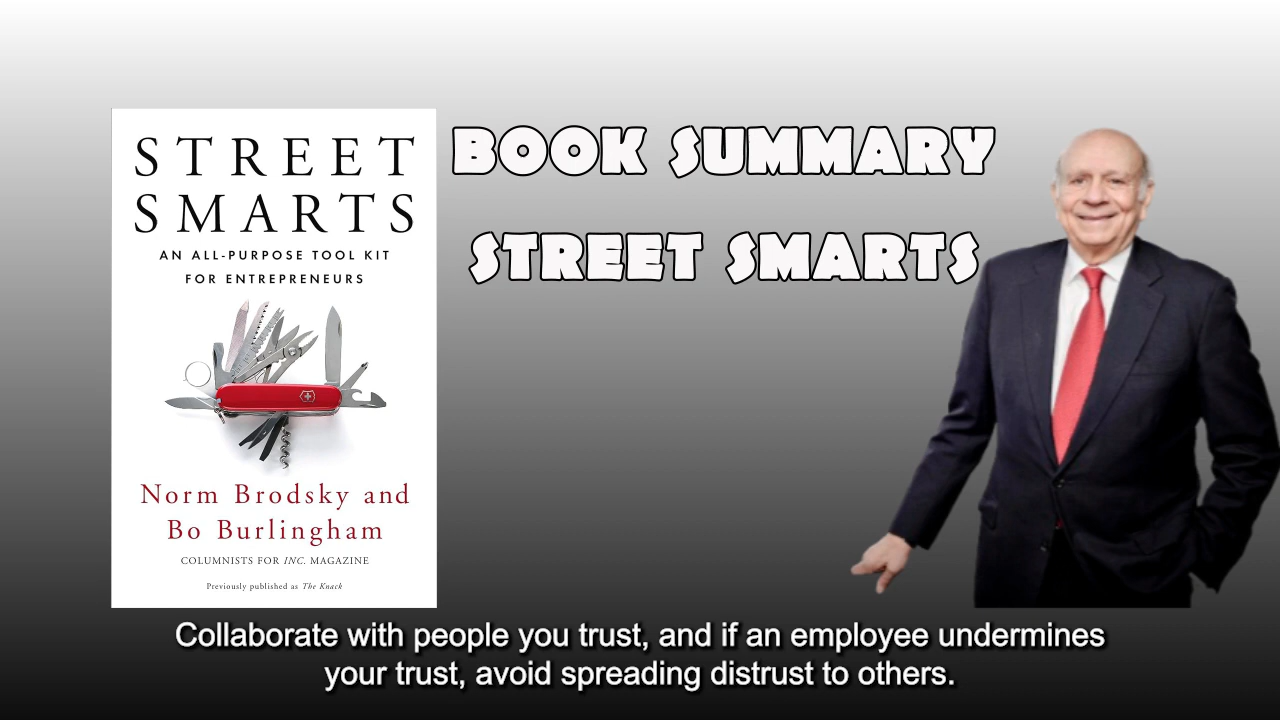 STREET
SMARTS
AN ALL-PURPOSE TOOL KIT
FOR ENTREPRENEURS
Norm Brodsky and
Bo Burlingham
COLUMNISTS FOR INC. MAGAZINE
Previously published as The Knack
BOOK SUMMARY
STREET SMARTS
Collaborate with people you trust, and if an employee undermines
your trust, avoid spreading distrust to others.